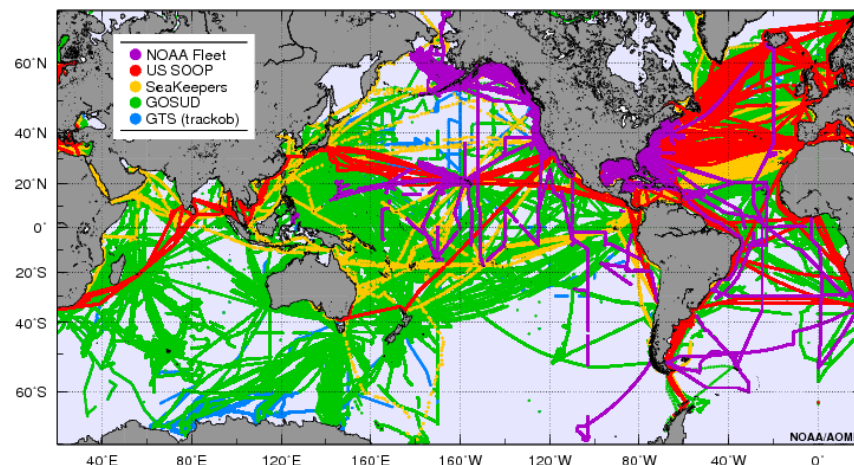 NOAA Fleet
US SOOP
SeaKeepers
GOSUD
GTS (trackob)
60°N
40°N
20°N
0°
20°S
40°S
60°S
NOAA/AOM
40°E
80°E
120°E
160°E
160°W
120°W
80°W
40°W
0°